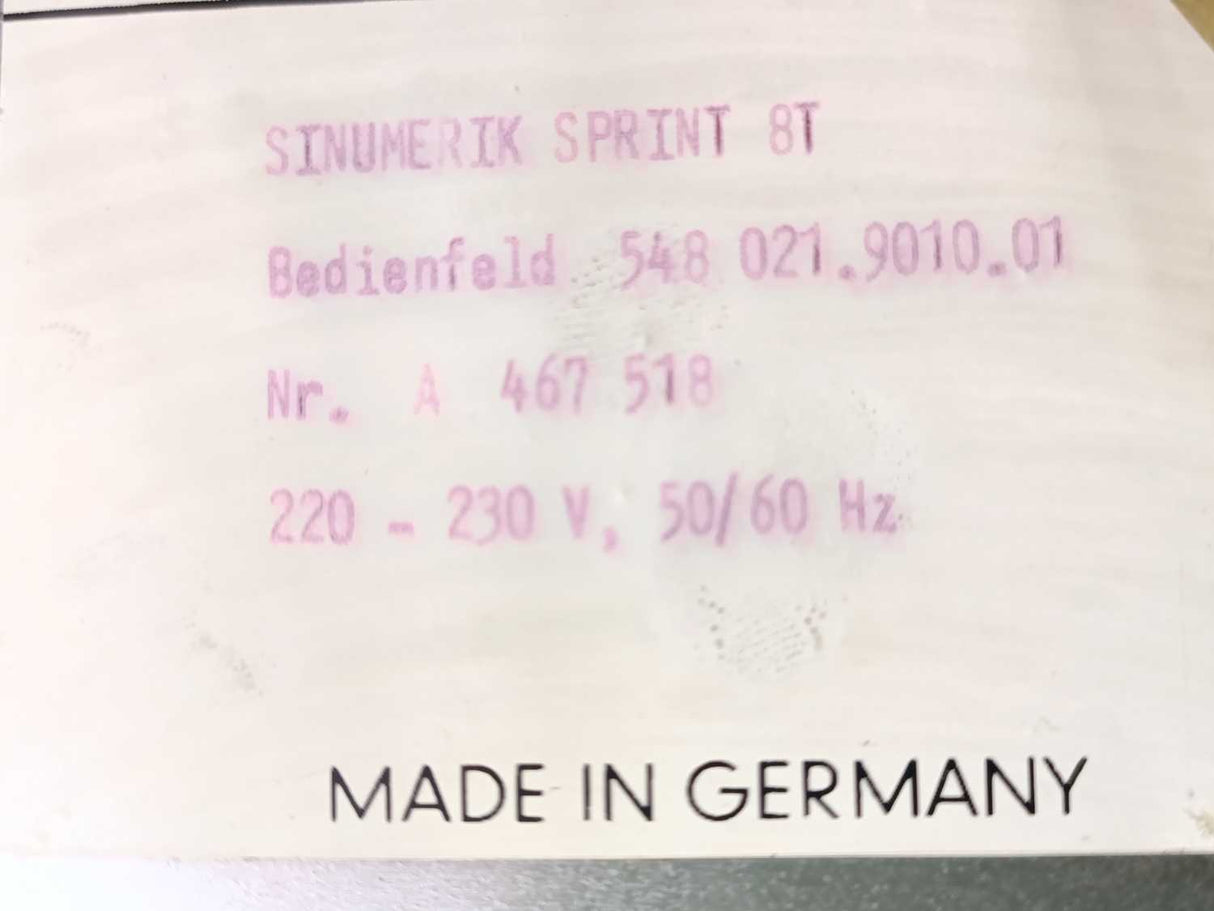 SINUMERIK SPRINT 8T
Bedienfeld 548 021.9010.01
Nr. A 467 518
220 - 230 V, 50/60 Hz
MADE IN GERMANY